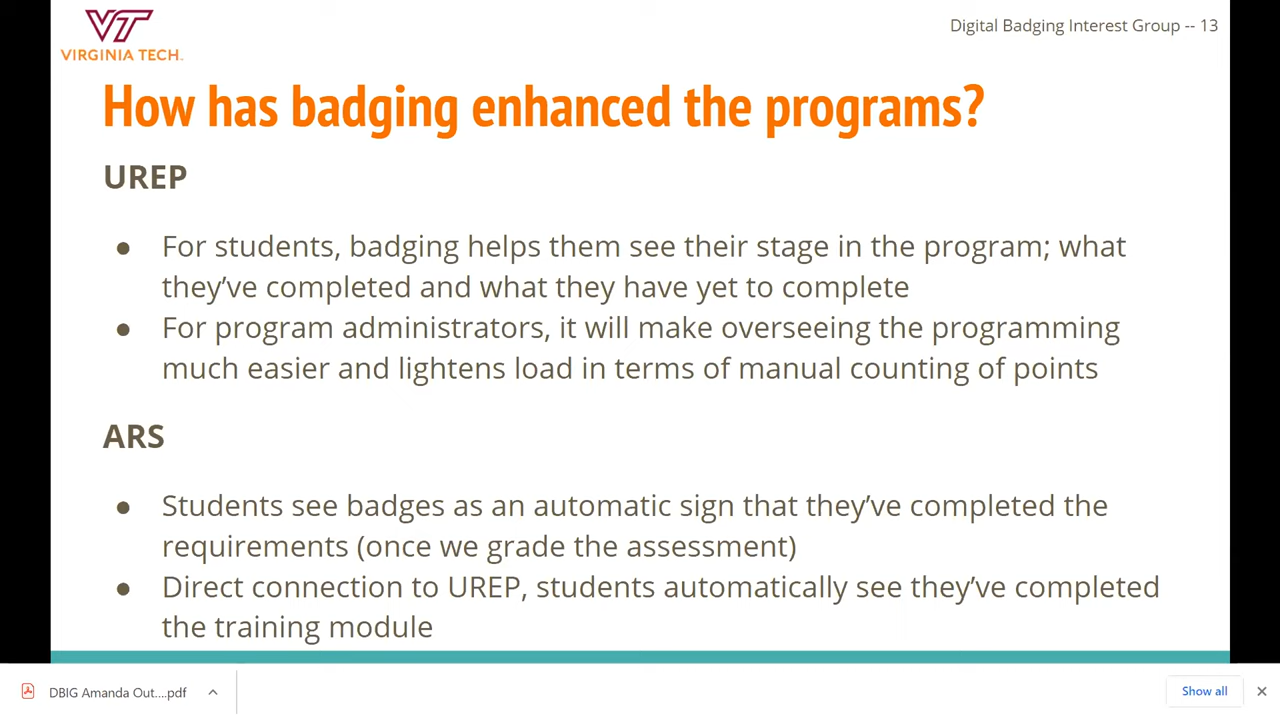 VT
VIRGINIA TECH.
Digital Badging Interest Group -- 13
How has badging enhanced the programs?
UREP
● For students, badging helps them see their stage in the program; what
they’ve completed and what they have yet to complete
● For program administrators, it will make overseeing the programming
much easier and lightens load in terms of manual counting of points
ARS
● Students see badges as an automatic sign that they’ve completed the
requirements (once we grade the assessment)
● Direct connection to UREP, students automatically see they’ve completed
the training module
DBIG Amanda Out....pdf
Show all